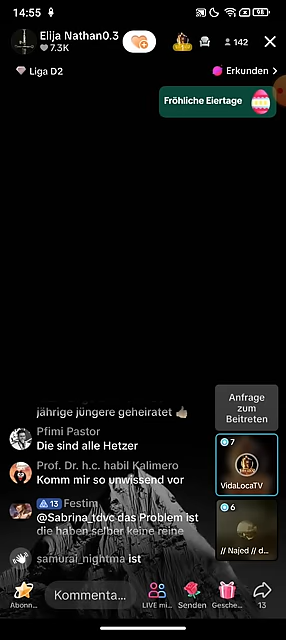 14:55
98
Elija Nathan0.3
7.3K
142
Liga D2
Erkunden
Fröhliche Eiertage
Anfrage
zum
Beitreten
jährige jüngere geheiratet
Pfimi Pastor
Die sind alle Hetzer
7
VidaLocaTV
Prof. Dr. h.c. habil Kalimero
Komm mir so unwissend vor
13 Festim
@Sabrina_tdvc das Problem ist
die haben selber keine reine
6
// Najed // d...
samurai_nightma ist
Kommenta...
Abonn...
LIVE mi...
Senden
Gesche...
13